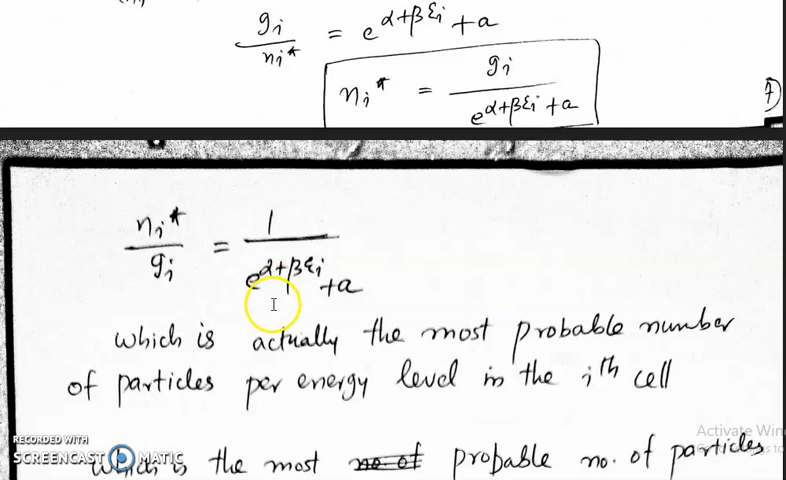 gi / ni* = e^(α+βεi) + a
ni* = gi / (e^(α+βεi) + a)
ni* / gi = 1 / (e^(α+βεi) + a)
which is actually the most probable number
of particles per energy level in the ith cell
Activate Win
RECORDED WITH
SCREENCAST MATIC
which is the most no. of probable no. of particles